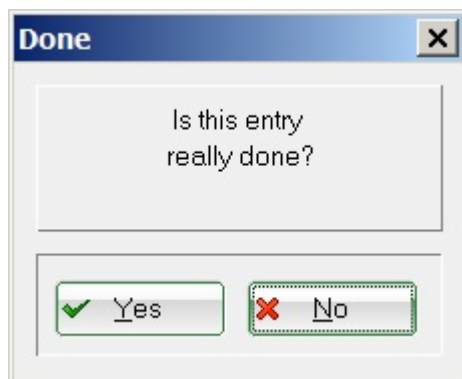 Done
Is this entry
really done?
Yes
No